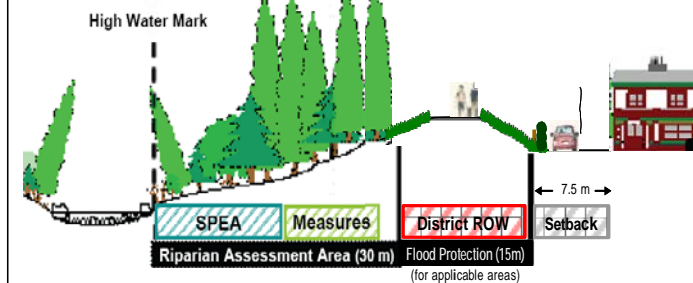 High Water Mark
7.5 m
SPEA
Measures
District ROW
Setback
Riparian Assessment Area (30 m)
Flood Protection (15m)
(for applicable areas)